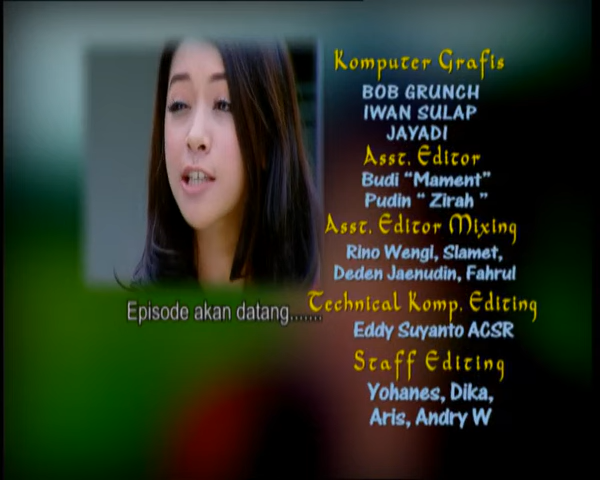 Komputer Grafis
BOB GRUNCH
IWAN SULAP
JAYADI
Asst. Editor
Budi “Mament”
Pudin “ Zirah ”
Asst. Editor Mixing
Rino Wengi, Slamet,
Deden Jaenudin, Fahrul
Technical Komp. Editing
Eddy Suyanto ACSR
Staff Editing
Yohanes, Dika,
Aris, Andry W
Episode akan datang.......